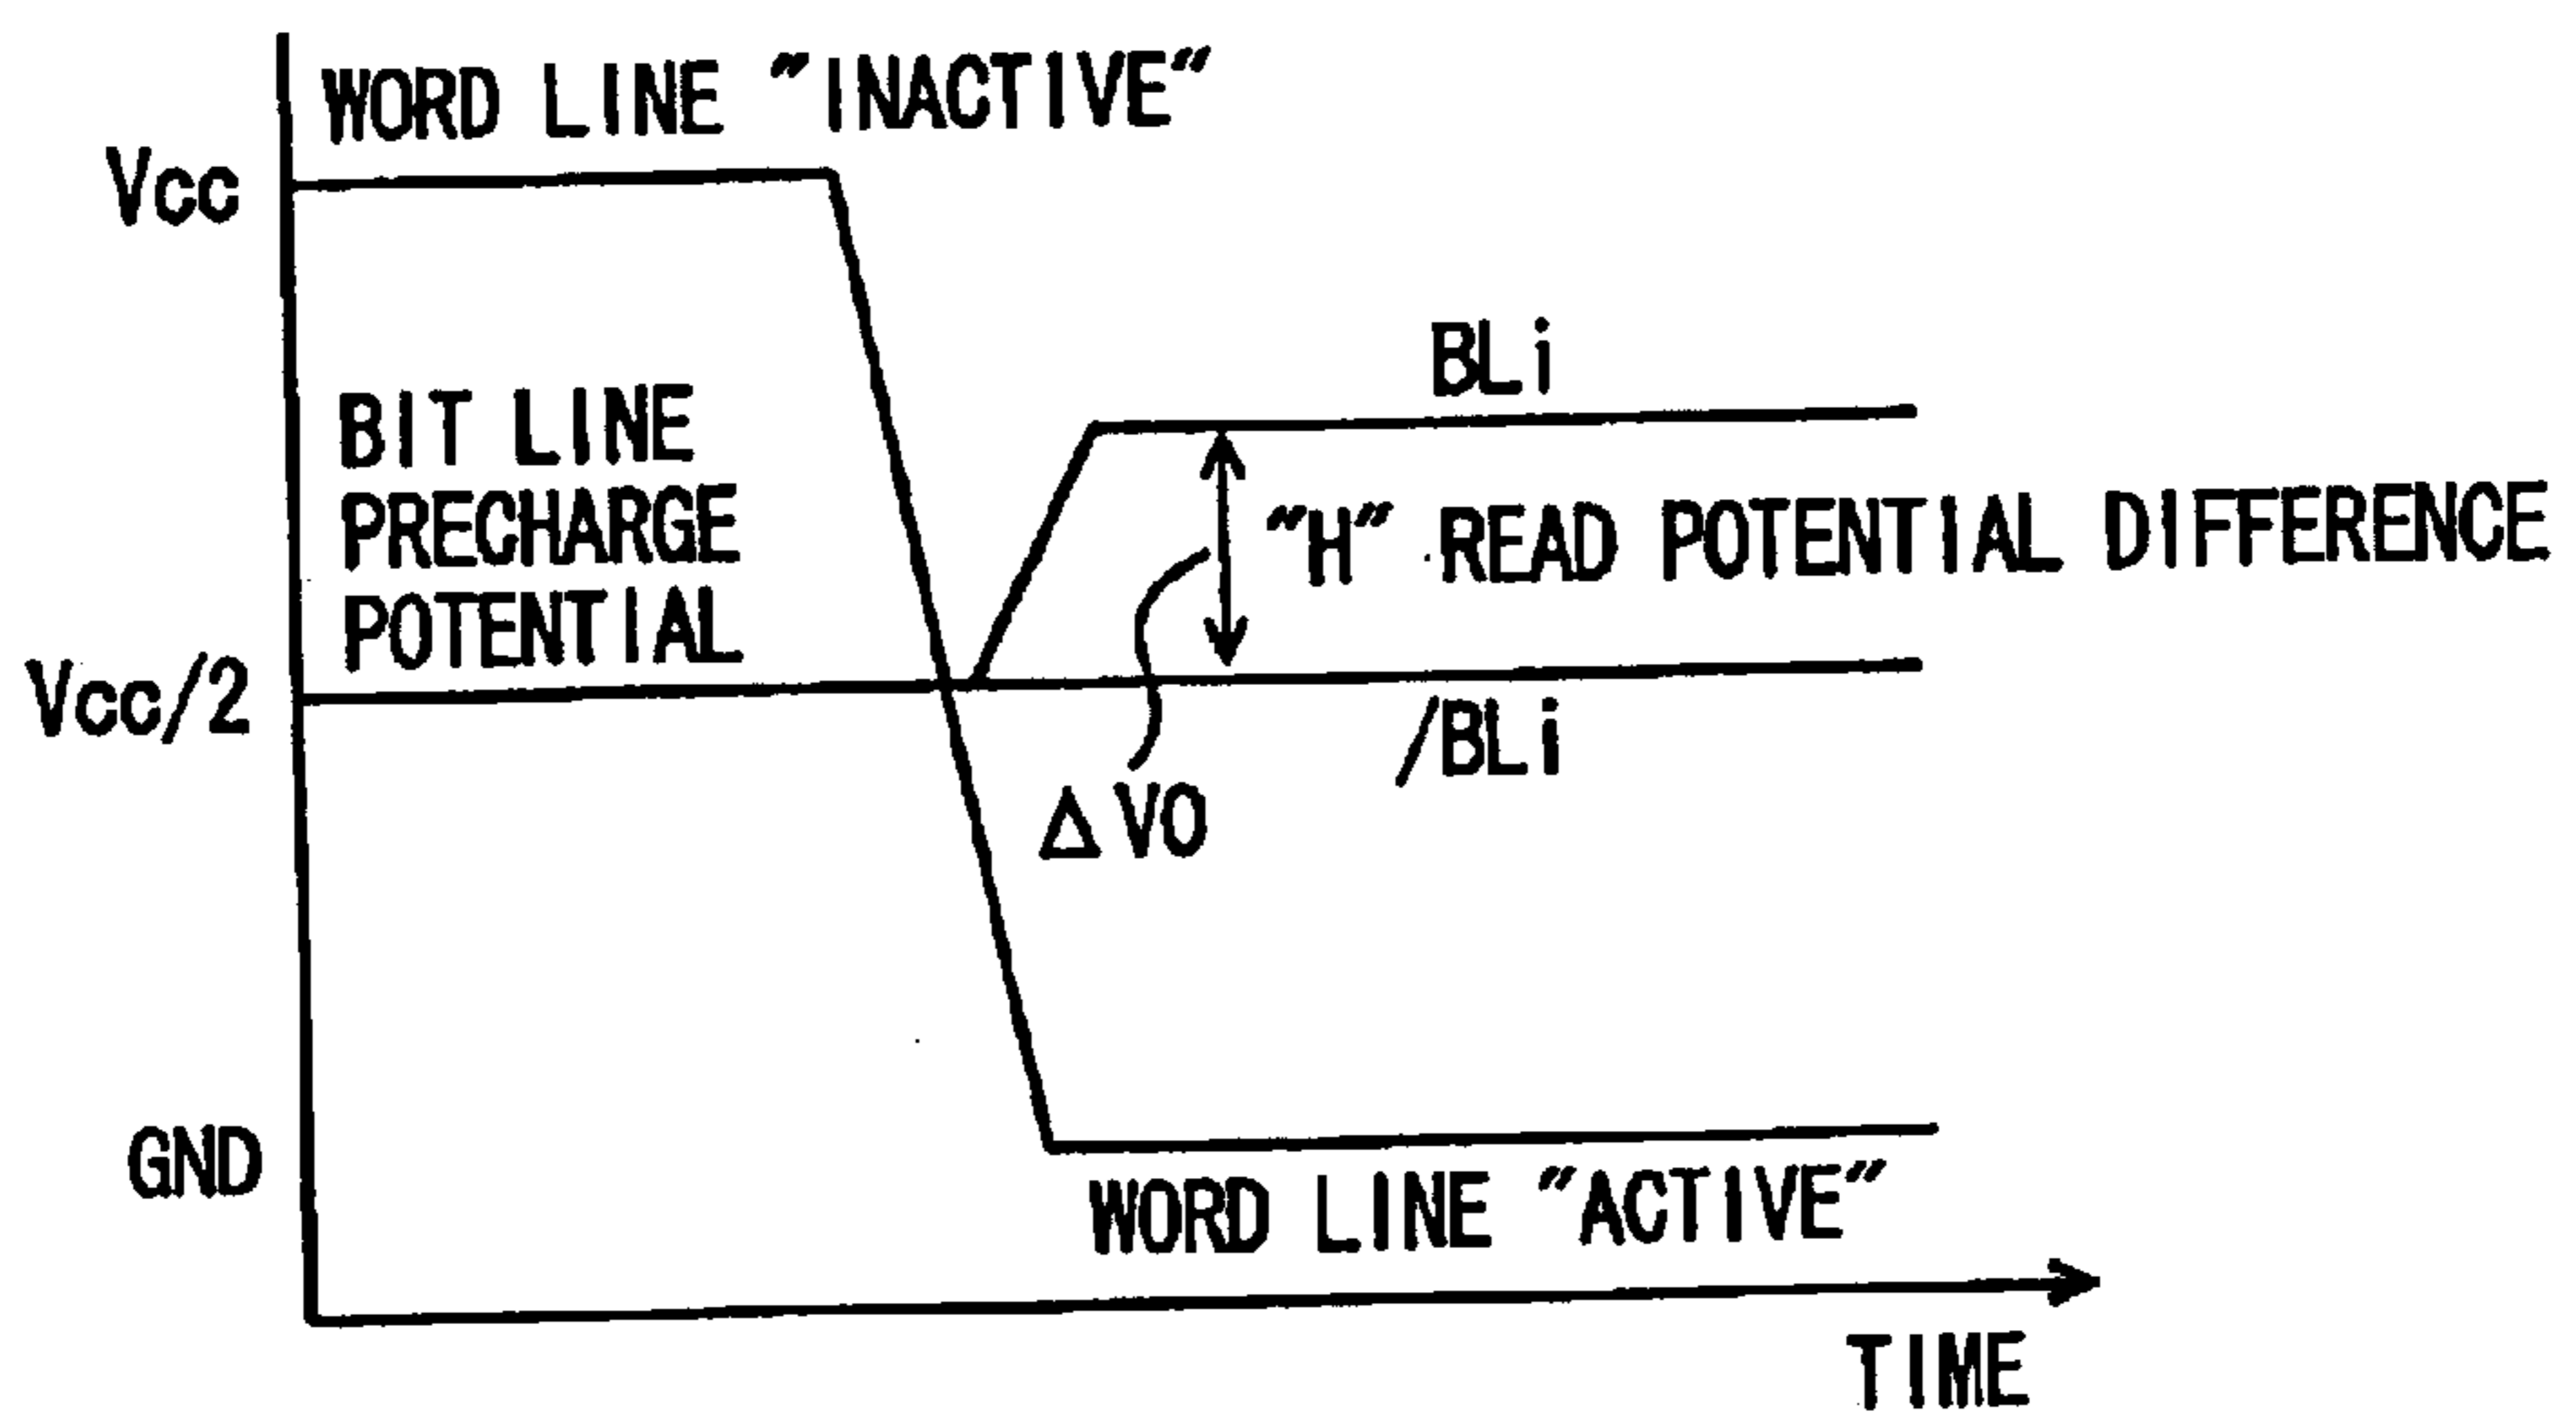 WORD LINE "INACTIVE"
Vcc
BLi
BIT LINE
PRECHARGE
POTENTIAL
"H" READ POTENTIAL DIFFERENCE
Vcc/2
/BLi
ΔV0
GND
WORD LINE "ACTIVE"
TIME